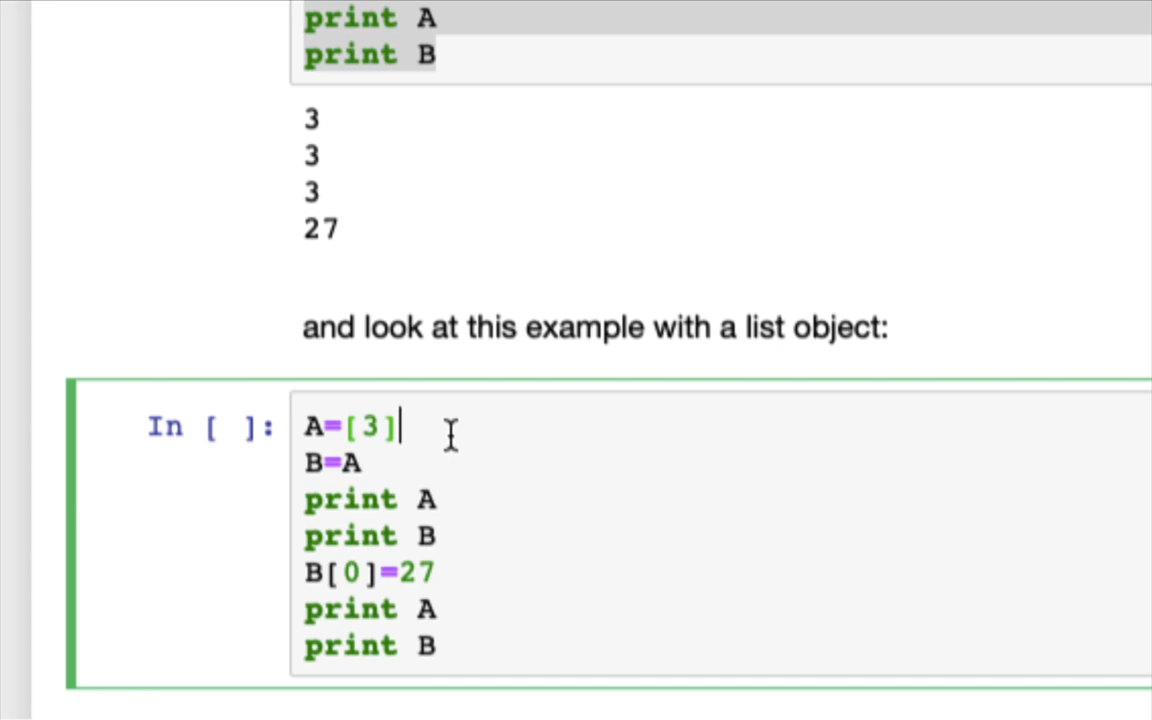 print A
print B
3
3
3
27
and look at this example with a list object:
In [ ]: A=[3]
B=A
print A
print B
B[0]=27
print A
print B